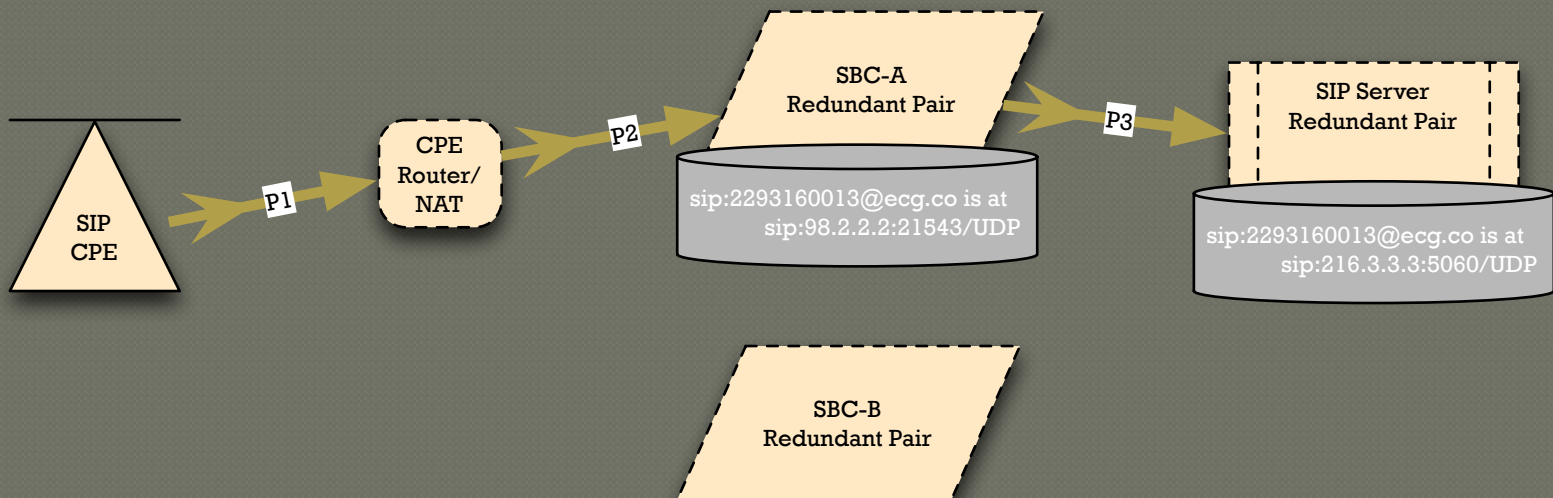 SIP
CPE
P1
CPE
Router/
NAT
P2
SBC-A
Redundant Pair
sip:2293160013@ecg.co is at
sip:98.2.2.2:21543/UDP
P3
SIP Server
Redundant Pair
sip:2293160013@ecg.co is at
sip:216.3.3.3:5060/UDP
SBC-B
Redundant Pair